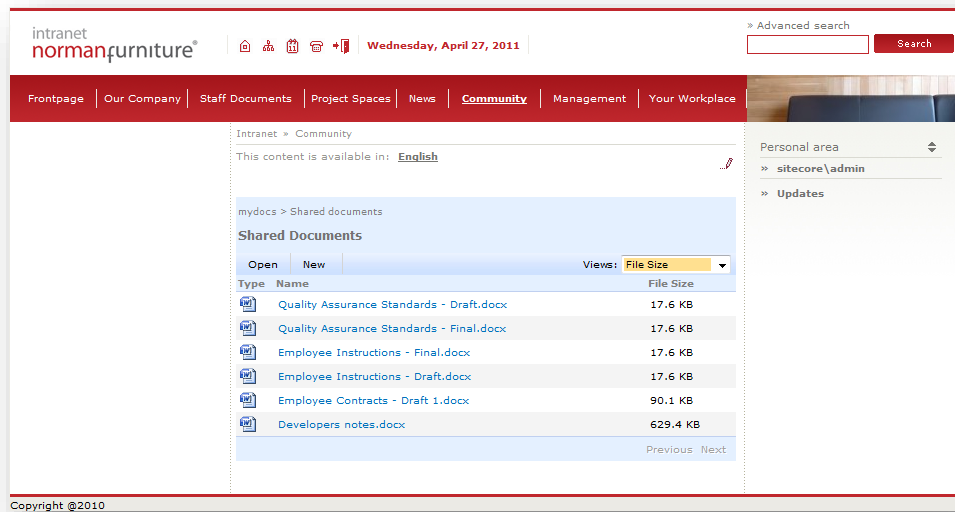 intranet
normanfurniture®
11
Wednesday, April 27, 2011
» Advanced search
Search
Frontpage Our Company Staff Documents Project Spaces News Community Management Your Workplace
Intranet » Community
This content is available in: English
Personal area
» sitecore\admin
» Updates
mydocs > Shared documents
Shared Documents
Open New Views: File Size
Type Name File Size
Quality Assurance Standards - Draft.docx 17.6 KB
Quality Assurance Standards - Final.docx 17.6 KB
Employee Instructions - Final.docx 17.6 KB
Employee Instructions - Draft.docx 17.6 KB
Employee Contracts - Draft 1.docx 90.1 KB
Developers notes.docx 629.4 KB
Previous Next
Copyright @2010